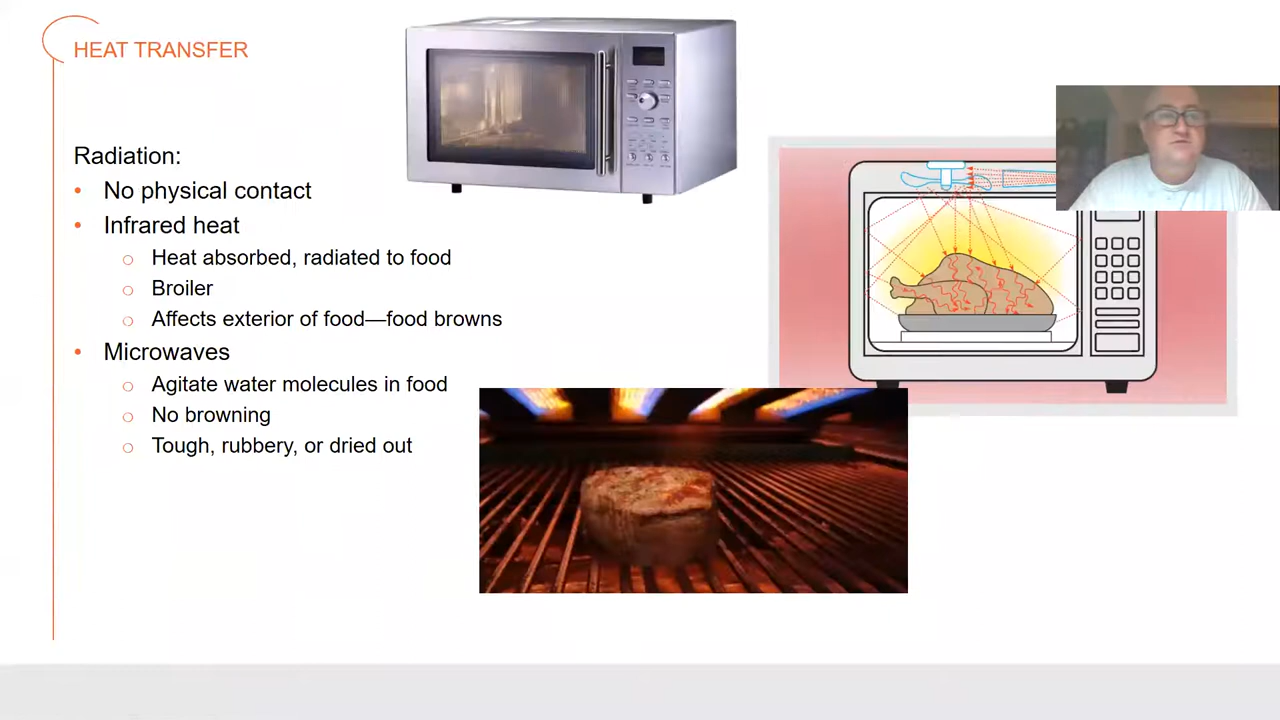 HEAT TRANSFER
Radiation:
• No physical contact
• Infrared heat
○ Heat absorbed, radiated to food
○ Broiler
○ Affects exterior of food—food browns
• Microwaves
○ Agitate water molecules in food
○ No browning
○ Tough, rubbery, or dried out